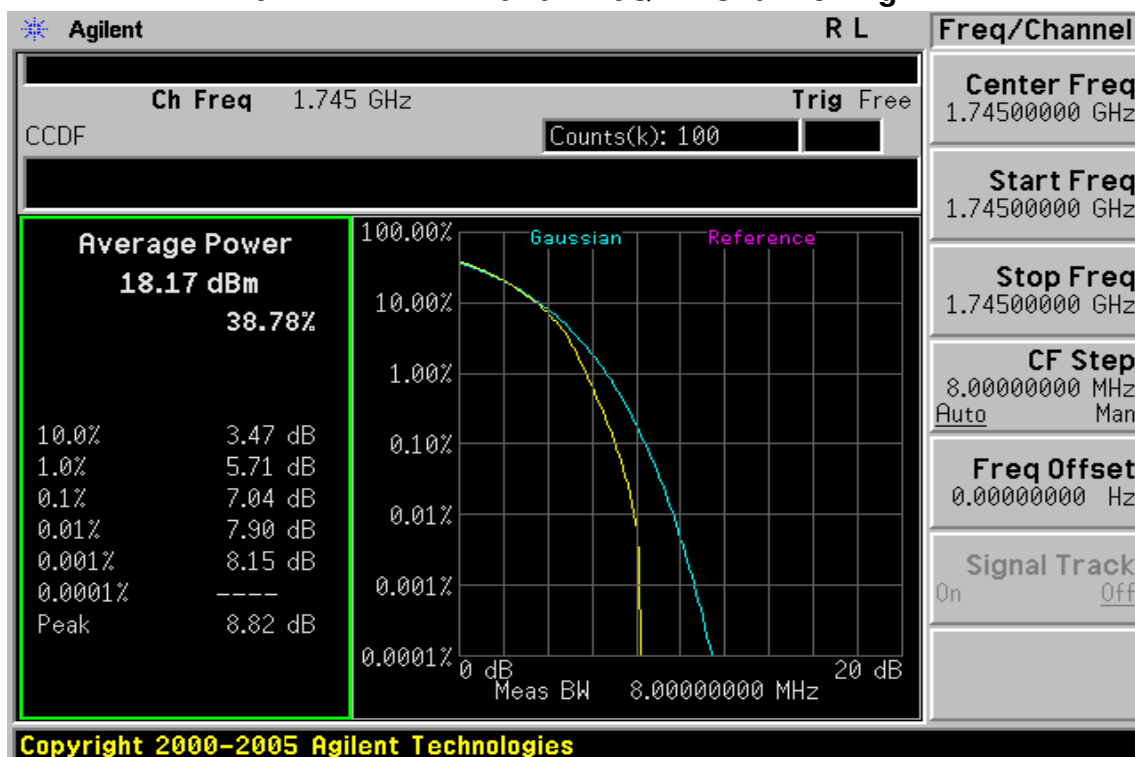 Agilent R L
Ch Freq 1.745 GHz Trig Free
CCDF Counts(k): 100
Average Power
18.17 dBm
38.78%
10.0% 3.47 dB
1.0% 5.71 dB
0.1% 7.04 dB
0.01% 7.90 dB
0.001% 8.15 dB
0.0001% ----
Peak 8.82 dB
Gaussian Reference
100.00%
10.00%
1.00%
0.10%
0.01%
0.001%
0.0001%
0 dB 20 dB
Meas BW 8.00000000 MHz
Freq/Channel
Center Freq
1.74500000 GHz
Start Freq
1.74500000 GHz
Stop Freq
1.74500000 GHz
CF Step
8.00000000 MHz
Auto Man
Freq Offset
0.00000000 Hz
Signal Track
On Off
Copyright 2000-2005 Agilent Technologies